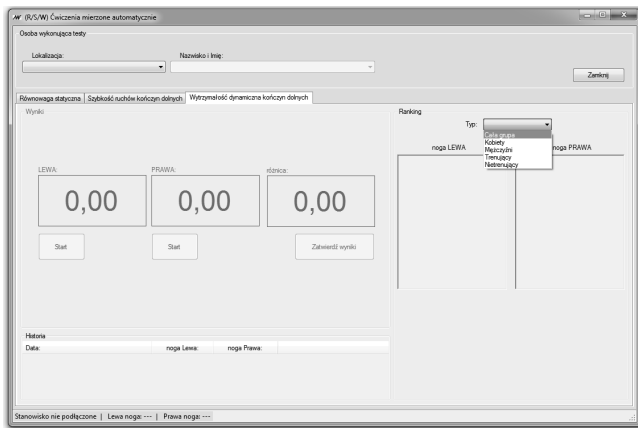 (R/S/W) Ćwiczenia mierzone automatycznie
Osoba wykonująca testy
Lokalizacja: Nazwisko i Imię:
Zamknij
Równowaga statyczna Szybkość ruchów kończyn dolnych Wytrzymałość dynamiczna kończyn dolnych
Wyniki Ranking
Typ:
Cała grupa
Kobiety
Mężczyźni
Trenujący
Nietrenujący
noga LEWA noga PRAWA
LEWA: PRAWA: różnica:
0,00 0,00 0,00
Start Start Zatwierdź wyniki
Historia
Data: noga Lewa: noga Prawa:
Stanowisko nie podłączone | Lewa noga: --- | Prawa noga: ---